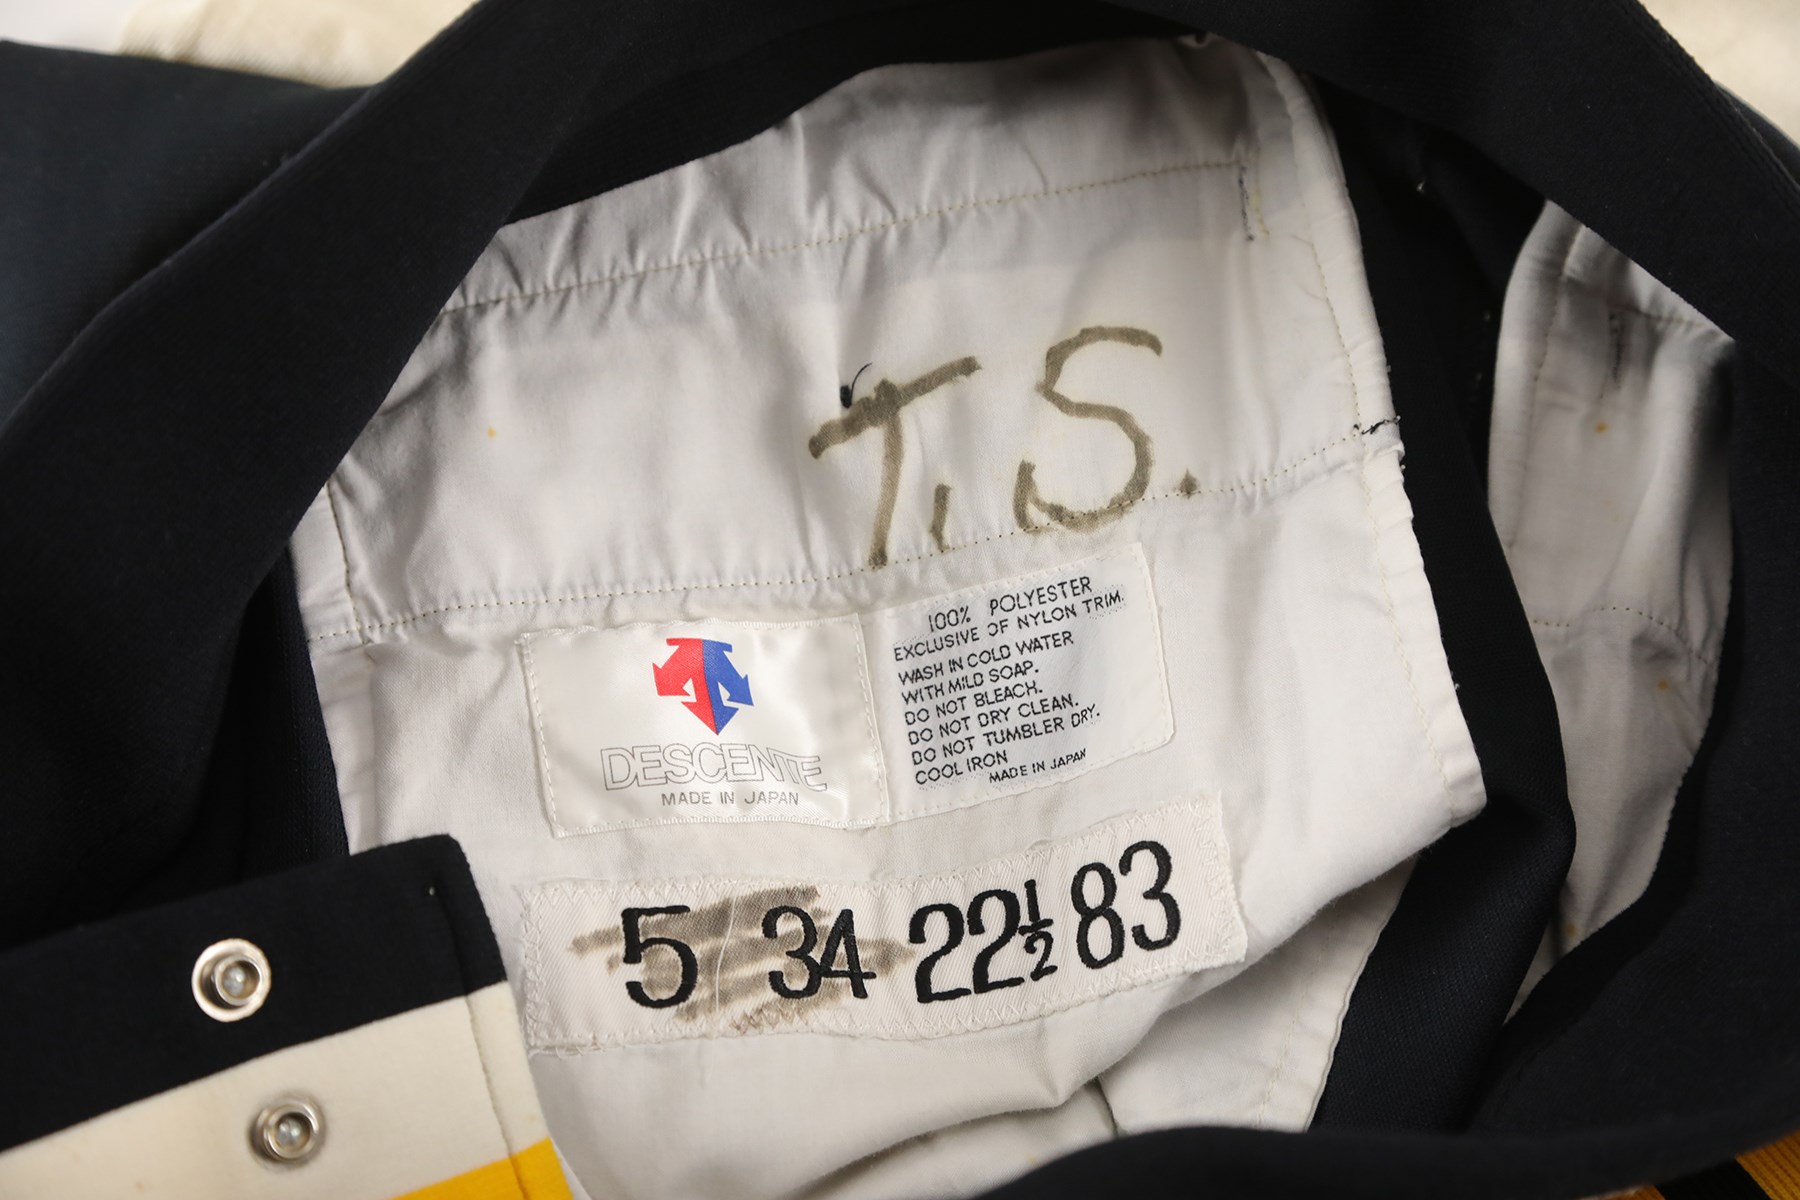 T.S.
DESCENTE
MADE IN JAPAN
100% POLYESTER
EXCLUSIVE OF NYLON TRIM.
WASH IN COLD WATER
WITH MILD SOAP.
DO NOT BLEACH.
DO NOT DRY CLEAN.
DO NOT TUMBLER DRY.
COOL IRON
MADE IN JAPAN
5 34 22½ 83